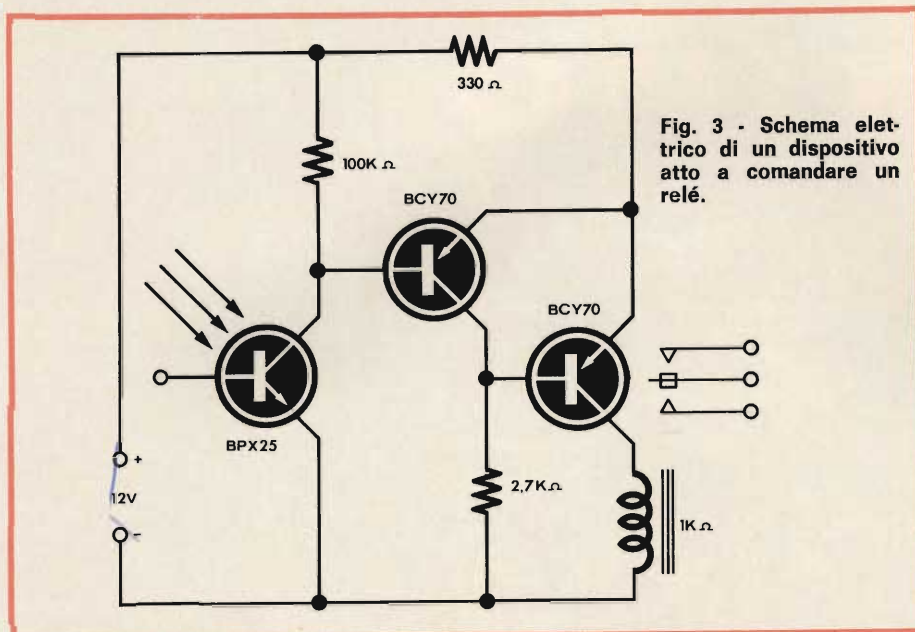 330 Ω
Fig. 3 - Schema elet-
trico di un dispositivo
atto a comandare un
relé.
100K Ω
BCY70
BCY70
BPX25
+
12V
-
2,7K Ω
1K Ω